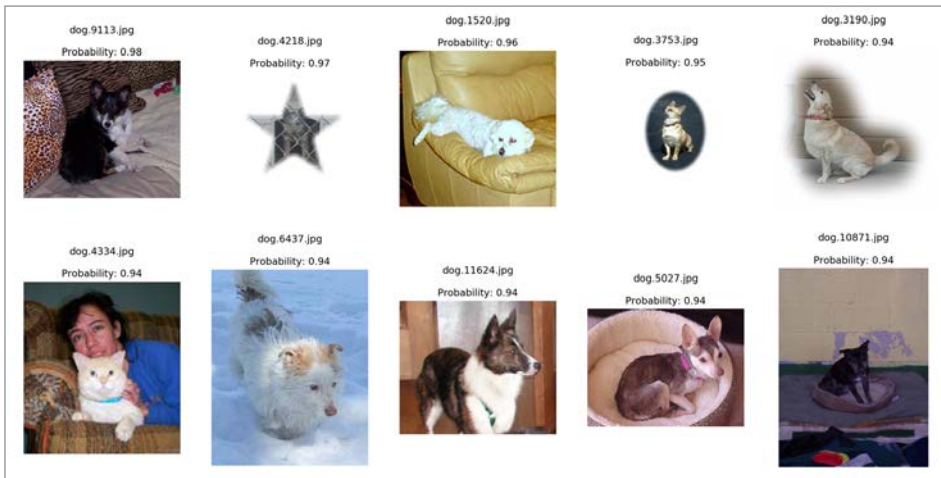 dog.9113.jpg
Probability: 0.98
dog.4218.jpg
Probability: 0.97
dog.1520.jpg
Probability: 0.96
dog.3753.jpg
Probability: 0.95
dog.3190.jpg
Probability: 0.94
dog.4334.jpg
Probability: 0.94
dog.6437.jpg
Probability: 0.94
dog.11624.jpg
Probability: 0.94
dog.5027.jpg
Probability: 0.94
dog.10871.jpg
Probability: 0.94